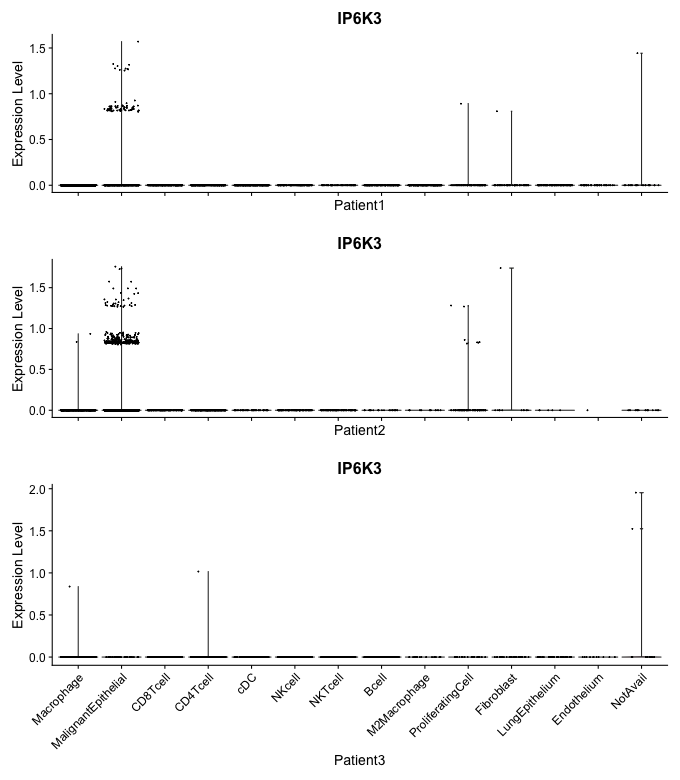 IP6K3
Expression Level
1.5
1.0
0.5
0.0
Patient1
IP6K3
Expression Level
1.5
1.0
0.5
0.0
Patient2
IP6K3
Expression Level
2.0
1.5
1.0
0.5
0.0
Macrophage
MalignantEpithelial
CD8Tcell
CD4Tcell
cDC
NKcell
NKTcell
Bcell
M2Macrophage
ProliferatingCell
Fibroblast
LungEpithelium
Endothelium
NotAvail
Patient3